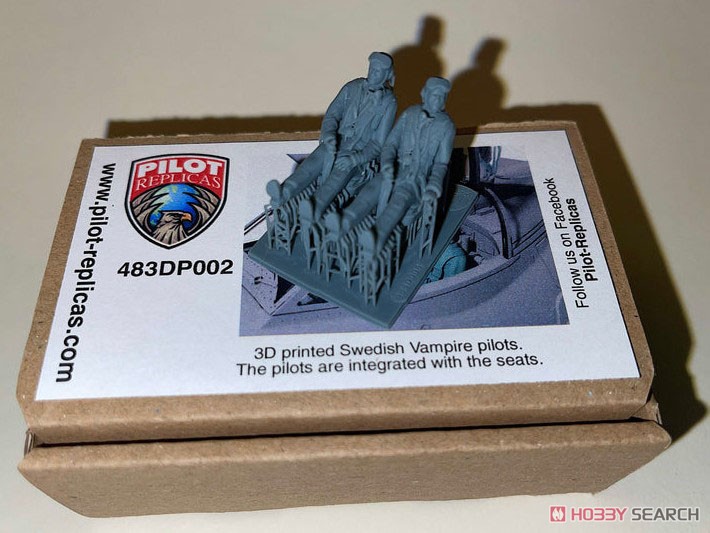 www.pilot-replicas.com
PILOT
REPLICAS
483DP002
Follow us on Facebook
Pilot-Replicas
3D printed Swedish Vampire pilots.
The pilots are integrated with the seats.
HOBBY SEARCH